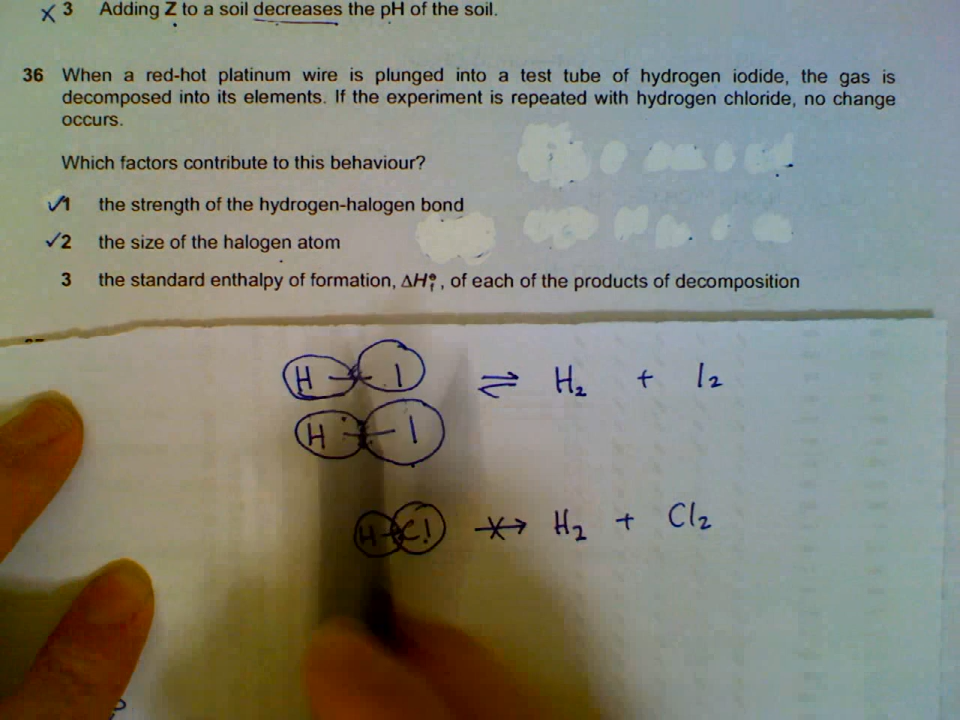 x 3 Adding Z to a soil decreases the pH of the soil.
36 When a red-hot platinum wire is plunged into a test tube of hydrogen iodide, the gas is
decomposed into its elements. If the experiment is repeated with hydrogen chloride, no change
occurs.
Which factors contribute to this behaviour?
✓1 the strength of the hydrogen-halogen bond
✓2 the size of the halogen atom
3 the standard enthalpy of formation, ΔH⦵f, of each of the products of decomposition
H — I ⇌ H₂ + I₂
H — I
H-Cl ↛ H₂ + Cl₂